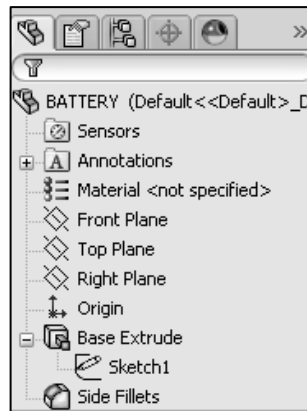 »
BATTERY (Default<<Default>_D
Sensors
A Annotations
Material <not specified>
Front Plane
Top Plane
Right Plane
Origin
Base Extrude
Sketch1
Side Fillets